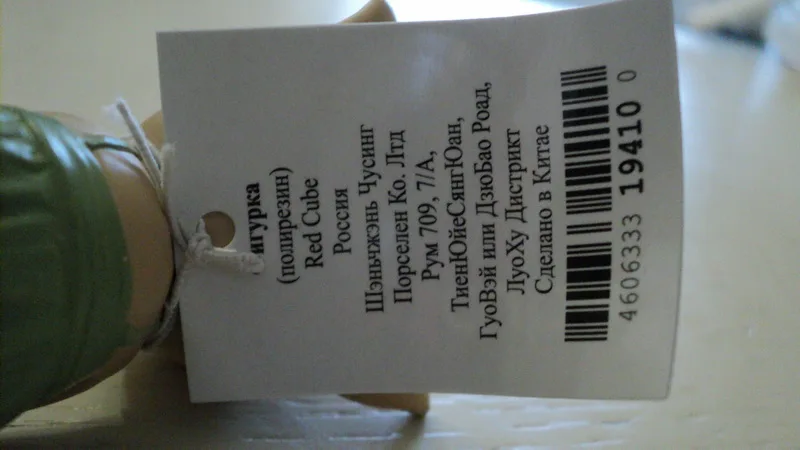 игурка
(полирезин)
Red Cube
Россия
Шэньчжэнь Чусинг
Порселен Ко. Лтд
Рум 709, 7/А,
ТиенЮйеСянгЮан,
ГуоВэй или ДзюБао Роад,
ЛуоХу Дистрикт
Сделано в Китае
4606333 19410 0